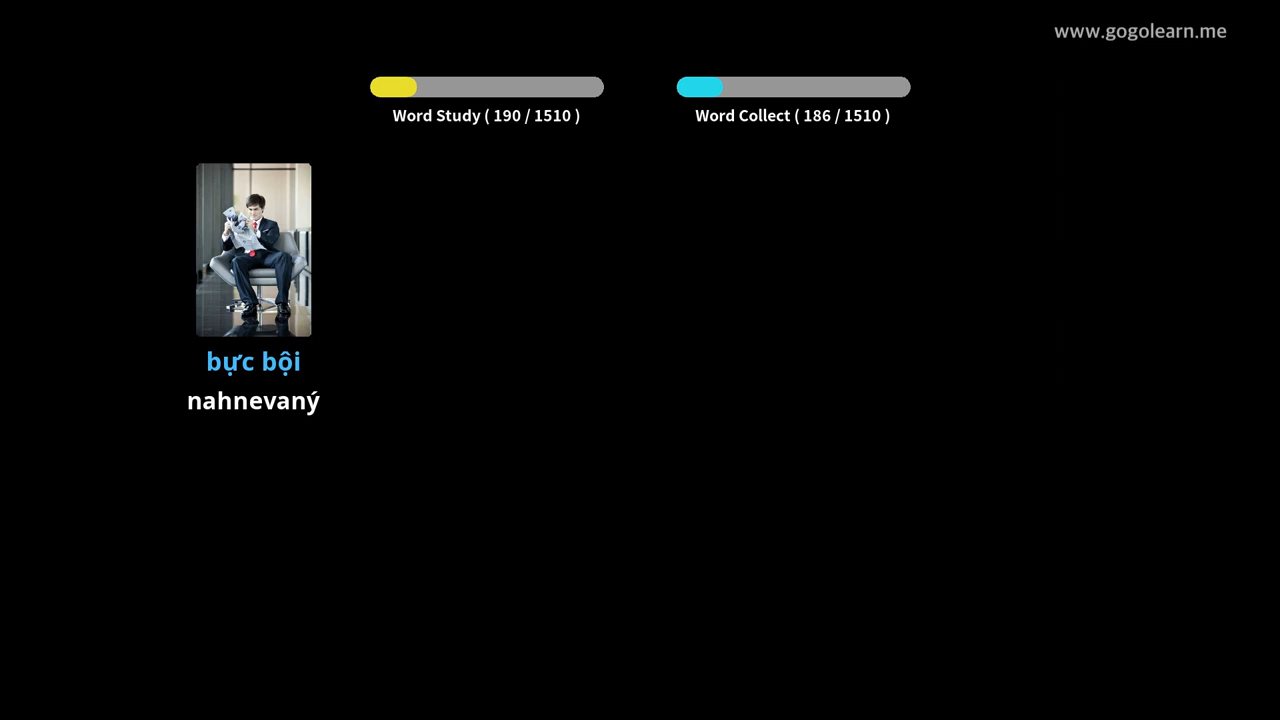 www.gogolearn.me
Word Study ( 190 / 1510 )
Word Collect ( 186 / 1510 )
bực bội
nahnevaný